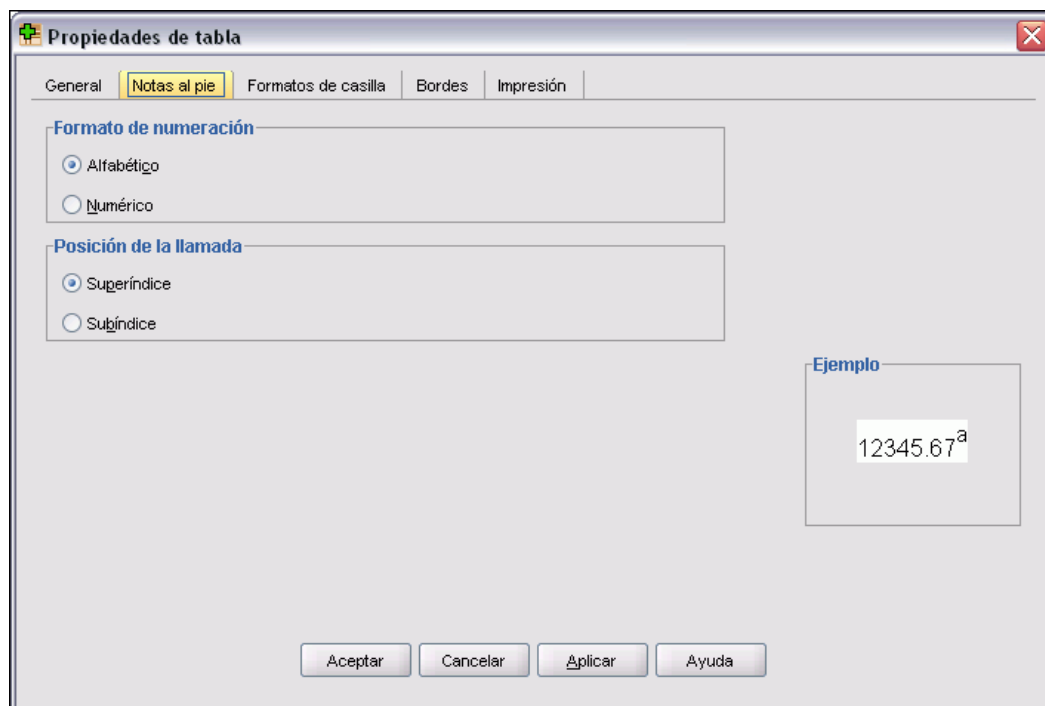 Propiedades de tabla
General Notas al pie Formatos de casilla Bordes Impresión
Formato de numeración
Alfabético
Numérico
Posición de la llamada
Superíndice
Subíndice
Ejemplo
12345.67ª
Aceptar Cancelar Aplicar Ayuda